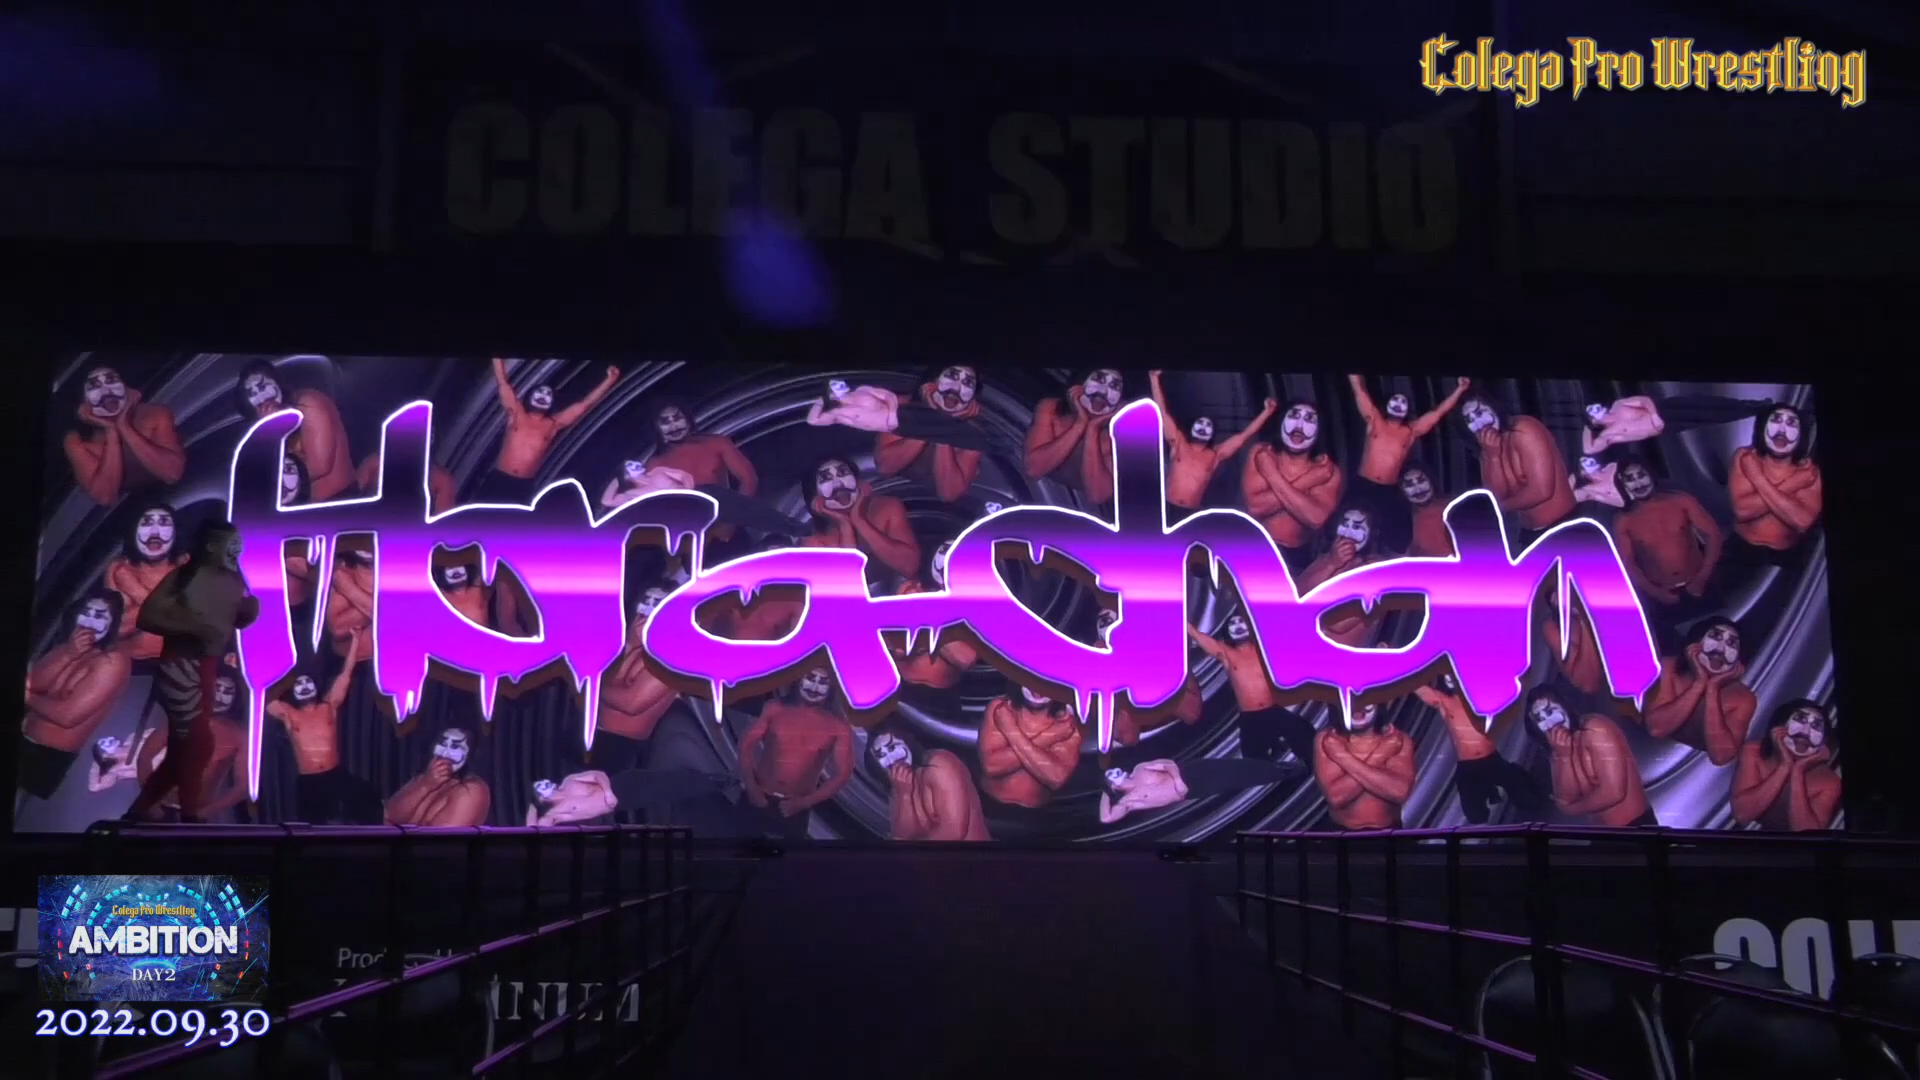 Colega Pro Wrestling
COLEGA STUDIO
Hora-chan
Colega Pro Wrestling
AMBITION
DAY2
2022.09.30